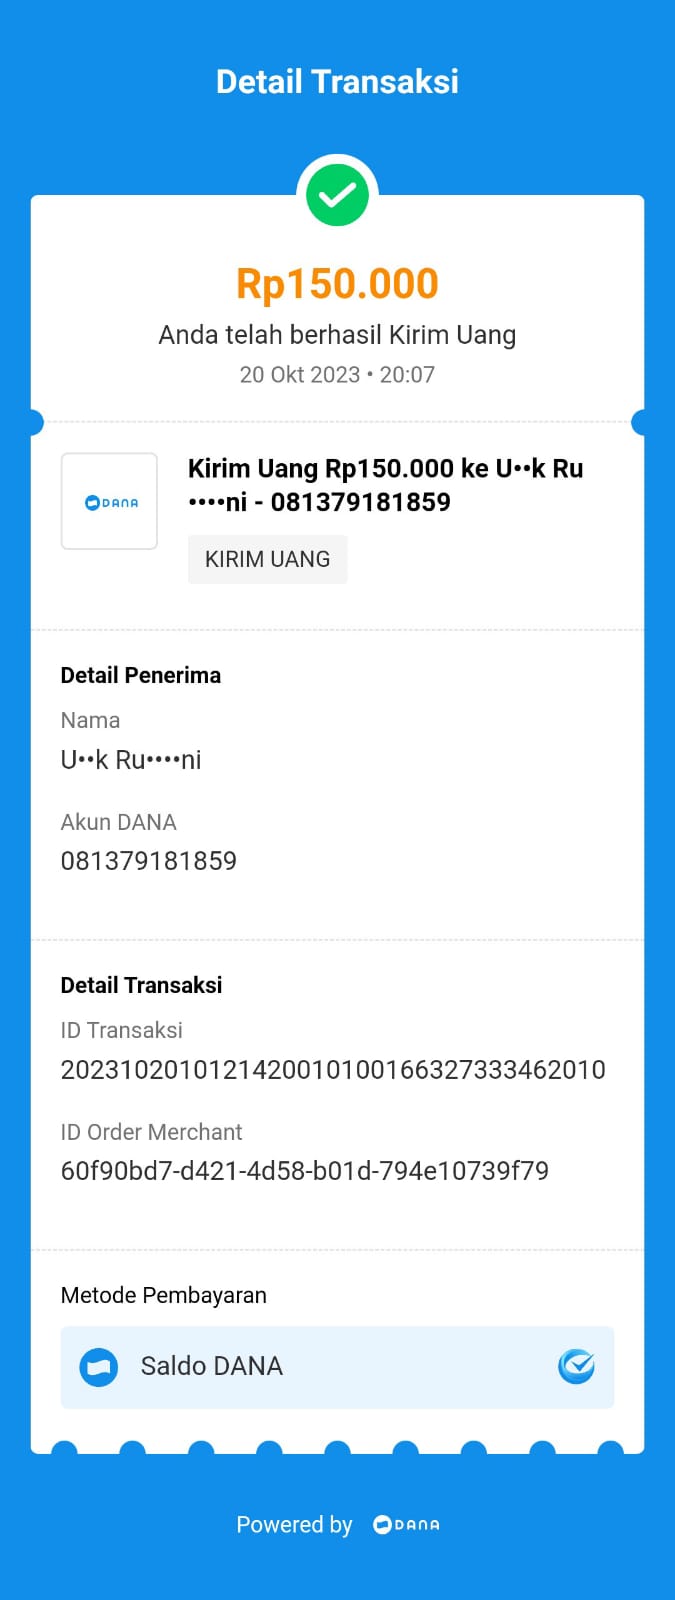 Detail Transaksi
Rp150.000
Anda telah berhasil Kirim Uang
20 Okt 2023 • 20:07
DANA
Kirim Uang Rp150.000 ke U••k Ru
••••ni - 081379181859
KIRIM UANG
Detail Penerima
Nama
U••k Ru••••ni
Akun DANA
081379181859
Detail Transaksi
ID Transaksi
2023102010121420010100166327333462010
ID Order Merchant
60f90bd7-d421-4d58-b01d-794e10739f79
Metode Pembayaran
Saldo DANA
Powered by DANA